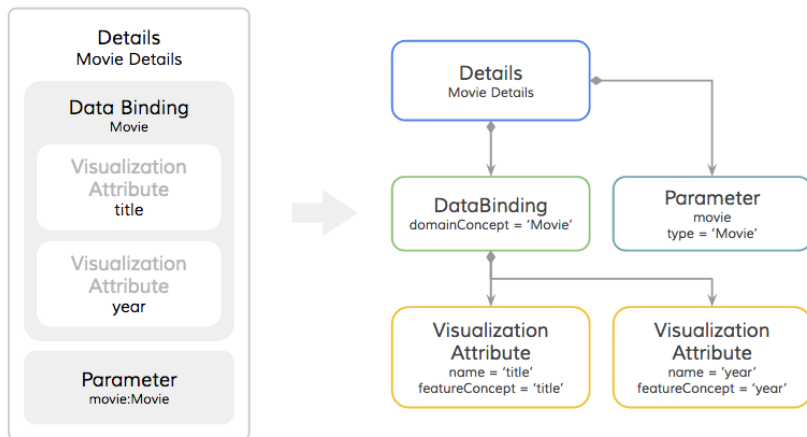 Details
Movie Details
Data Binding
Movie
Visualization
Attribute
title
Visualization
Attribute
year
Parameter
movie:Movie
Details
Movie Details
DataBinding
domainConcept = ‘Movie’
Parameter
movie
type = ‘Movie’
Visualization
Attribute
name = ‘title’
featureConcept = ‘title’
Visualization
Attribute
name = ‘year’
featureConcept = ‘year’